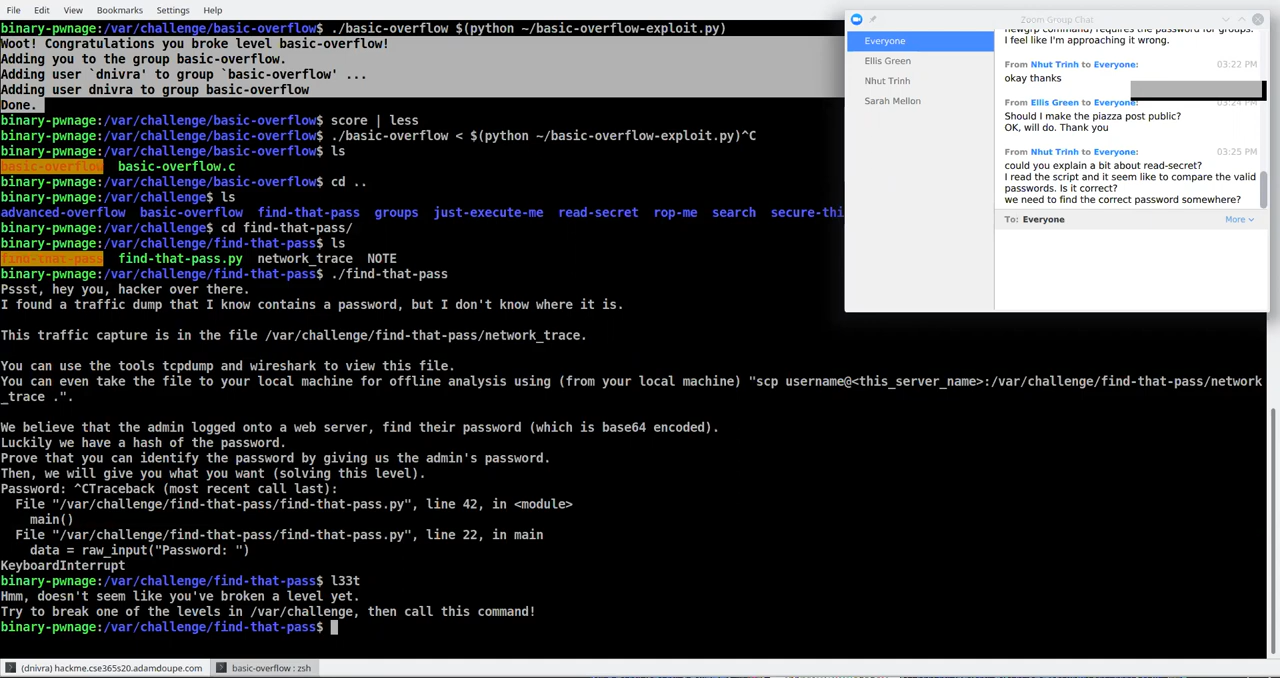 File Edit View Bookmarks Settings Help
binary-pwnage:/var/challenge/basic-overflow$ ./basic-overflow $(python ~/basic-overflow-exploit.py)
Woot! Congratulations you broke level basic-overflow!
Adding you to the group basic-overflow.
Adding user `dnivra' to group `basic-overflow' ...
Adding user dnivra to group basic-overflow
Done.
binary-pwnage:/var/challenge/basic-overflow$ score | less
binary-pwnage:/var/challenge/basic-overflow$ ./basic-overflow < $(python ~/basic-overflow-exploit.py)^C
binary-pwnage:/var/challenge/basic-overflow$ ls
basic-overflow basic-overflow.c
binary-pwnage:/var/challenge/basic-overflow$ cd ..
binary-pwnage:/var/challenge$ ls
advanced-overflow basic-overflow find-that-pass groups just-execute-me read-secret rop-me search secure-thi
binary-pwnage:/var/challenge$ cd find-that-pass/
binary-pwnage:/var/challenge/find-that-pass$ ls
find-that-pass find-that-pass.py network_trace NOTE
binary-pwnage:/var/challenge/find-that-pass$ ./find-that-pass
Pssst, hey you, hacker over there.
I found a traffic dump that I know contains a password, but I don't know where it is.
This traffic capture is in the file /var/challenge/find-that-pass/network_trace.
You can use the tools tcpdump and wireshark to view this file.
You can even take the file to your local machine for offline analysis using (from your local machine) "scp username@<this_server_name>:/var/challenge/find-that-pass/network
_trace .".
We believe that the admin logged onto a web server, find their password (which is base64 encoded).
Luckily we have a hash of the password.
Prove that you can identify the password by giving us the admin's password.
Then, we will give you what you want (solving this level).
Password: ^CTraceback (most recent call last):
File "/var/challenge/find-that-pass/find-that-pass.py", line 42, in <module>
main()
File "/var/challenge/find-that-pass/find-that-pass.py", line 22, in main
data = raw_input("Password: ")
KeyboardInterrupt
binary-pwnage:/var/challenge/find-that-pass$ l33t
Hmm, doesn't seem like you've broken a level yet.
Try to break one of the levels in /var/challenge, then call this command!
binary-pwnage:/var/challenge/find-that-pass$
(dnivra) hackme.cse365s20.adamdoupe.com
basic-overflow : zsh
Zoom Group Chat
Everyone
Ellis Green
Nhut Trinh
Sarah Mellon
newgrp command) requires the password for groups.
I feel like I'm approaching it wrong.
From Nhut Trinh to Everyone: 03:22 PM
okay thanks
From Ellis Green to Everyone: 03:24 PM
Should I make the piazza post public?
OK, will do. Thank you
From Nhut Trinh to Everyone: 03:25 PM
could you explain a bit about read-secret?
I read the script and it seem like to compare the valid
passwords. Is it correct?
we need to find the correct password somewhere?
To: Everyone More